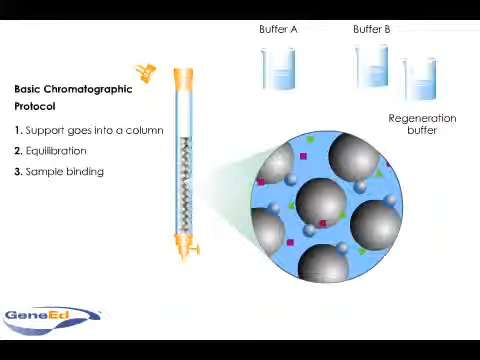 Buffer A
Buffer B
Basic Chromatographic
Protocol
1. Support goes into a column
2. Equilibration
3. Sample binding
Regeneration
buffer
GeneEd